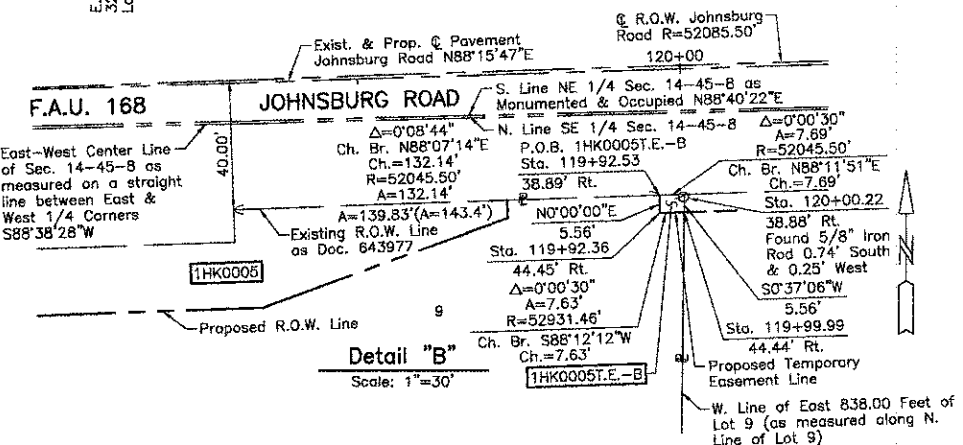 Exist. & Prop. ℄ Pavement
Johnsburg Road N88°15'47"E
℄ R.O.W. Johnsburg
Road R=52085.50'
120+00
F.A.U. 168
JOHNSBURG ROAD
S. Line NE 1/4 Sec. 14-45-8 as
Monumented & Occupied N88°40'22"E
N. Line SE 1/4 Sec. 14-45-8
East-West Center Line
of Sec. 14-45-8 as
measured on a straight
line between East &
West 1/4 Corners
S88°38'28"W
40.00'
Δ=0°08'44"
Ch. Br. N88°07'14"E
Ch.=132.14'
R=52045.50'
A=132.14'
A=139.83'(A=143.4')
Existing R.O.W. Line
as Doc. 643977
P.O.B. 1HK0005T.E.-B
Sta. 119+92.53
38.89' Rt.
Δ=0°00'30"
A=7.69'
R=52045.50'
Ch. Br. N88°11'51"E
Ch.=7.69'
Sta. 120+00.22
38.88' Rt.
Found 5/8" Iron
Rod 0.74' South
& 0.25' West
N0°00'00"E
5.56'
Sta. 119+92.36
44.45' Rt.
Δ=0°00'30"
A=7.63'
R=52931.46'
Ch. Br. S88°12'12"W
Ch.=7.63'
1HK0005T.E.-B
S0°37'06"W
5.56'
Sta. 119+99.99
44.44' Rt.
Proposed Temporary
Easement Line
W. Line of East 838.00 Feet of
Lot 9 (as measured along N.
Line of Lot 9)
1HK0005
Proposed R.O.W. Line
9
Detail "B"
Scale: 1"=30'
N